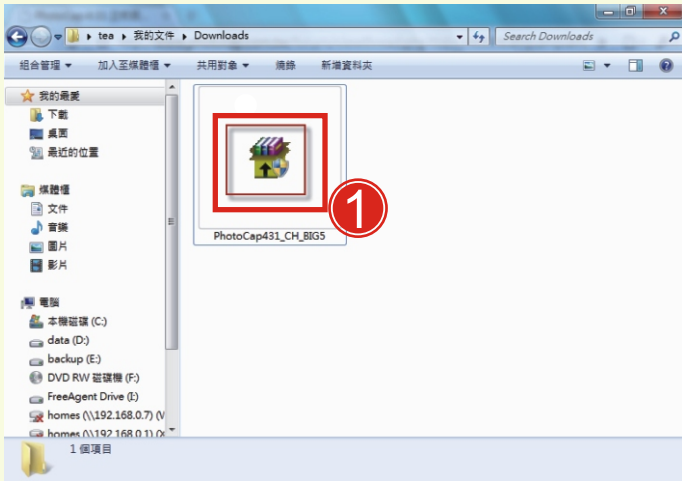 tea ▸ 我的文件 ▸ Downloads
Search Downloads
組合管理 加入至媒體櫃 共用對象 燒錄 新增資料夾
我的最愛
下載
桌面
最近的位置
媒體櫃
文件
音樂
圖片
影片
電腦
本機磁碟 (C:)
data (D:)
backup (E:)
DVD RW 磁碟機 (F:)
FreeAgent Drive (I:)
homes (\\192.168.0.7) (V
homes (\\192.168.0.1) (X
PhotoCap431_CH_BIG5
1
1 個項目